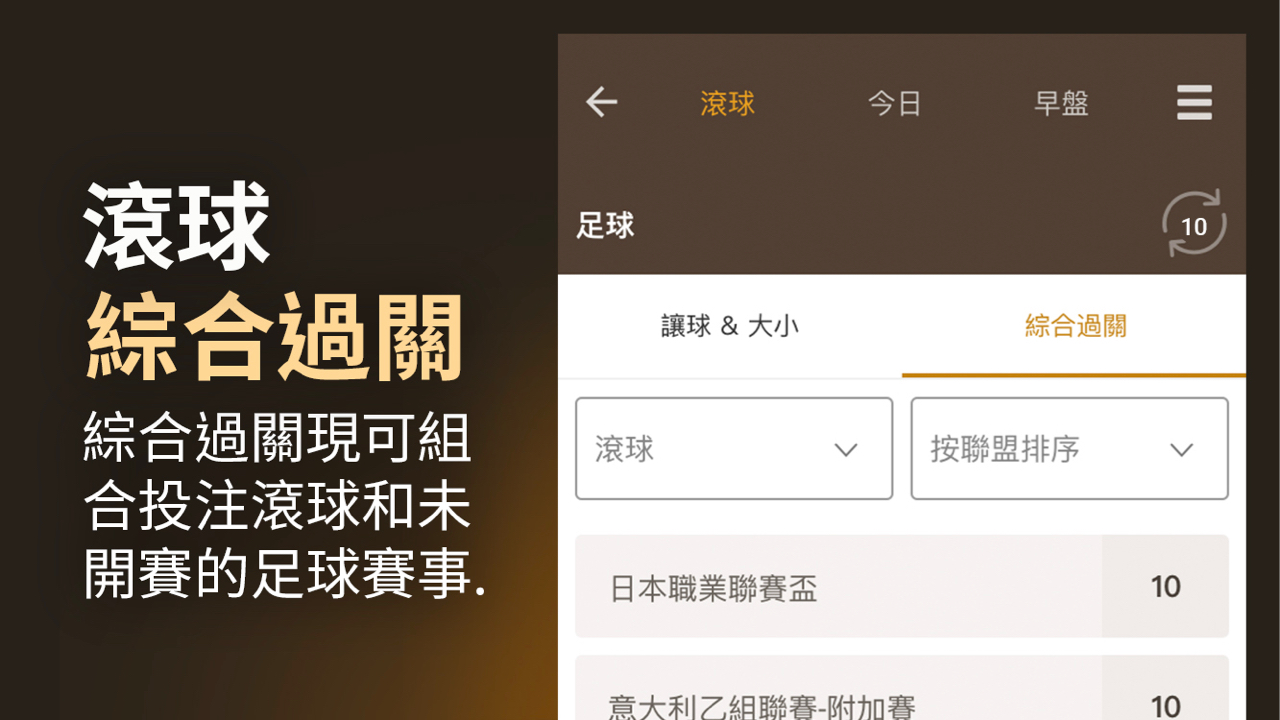 滾球
綜合過關
綜合過關現可組
合投注滾球和未
開賽的足球賽事.
滾球 今日 早盤
足球 10
讓球 & 大小 綜合過關
滾球 按聯盟排序
日本職業聯賽盃 10
意大利乙組聯賽-附加賽 10